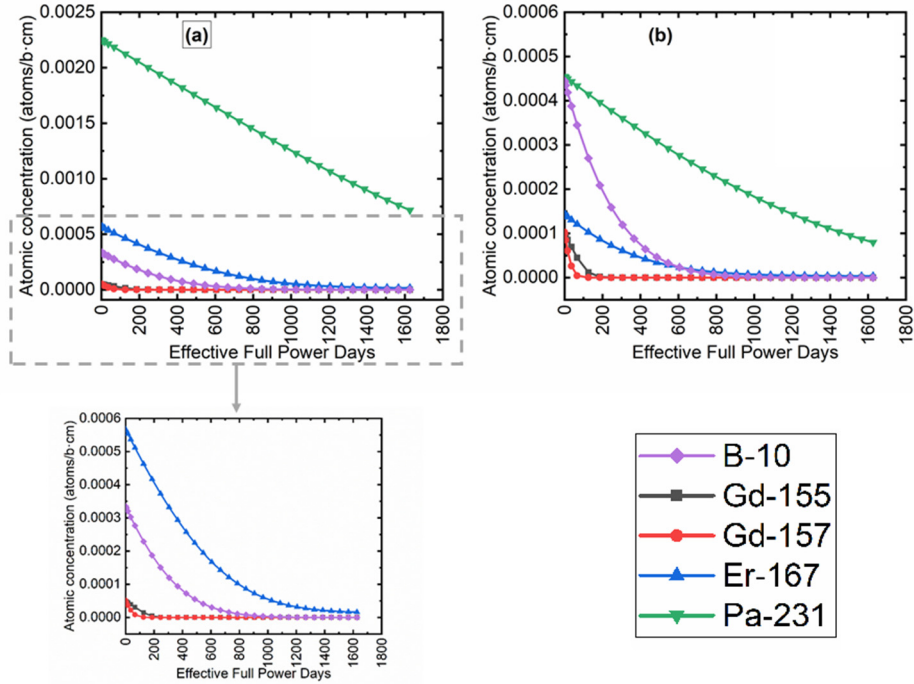 (a)
Atomic concentration (atoms/b·cm)
0.0025
0.0020
0.0015
0.0010
0.0005
0.0000
0 200 400 600 800 1000 1200 1400 1600 1800
Effective Full Power Days
(b)
Atomic concentration (atoms/b·cm)
0.0006
0.0005
0.0004
0.0002
0.0001
0.0000
0 200 400 600 800 1000 1200 1400 1600 1800
Effective Full Power Days
Atomic concentration (atoms/b·cm)
0.0006
0.0005
0.0004
0.0003
0.0002
0.0001
0.0000
0 200 400 600 800 1000 1200 1400 1600 1800
Effective Full Power Days
B-10
Gd-155
Gd-157
Er-167
Pa-231